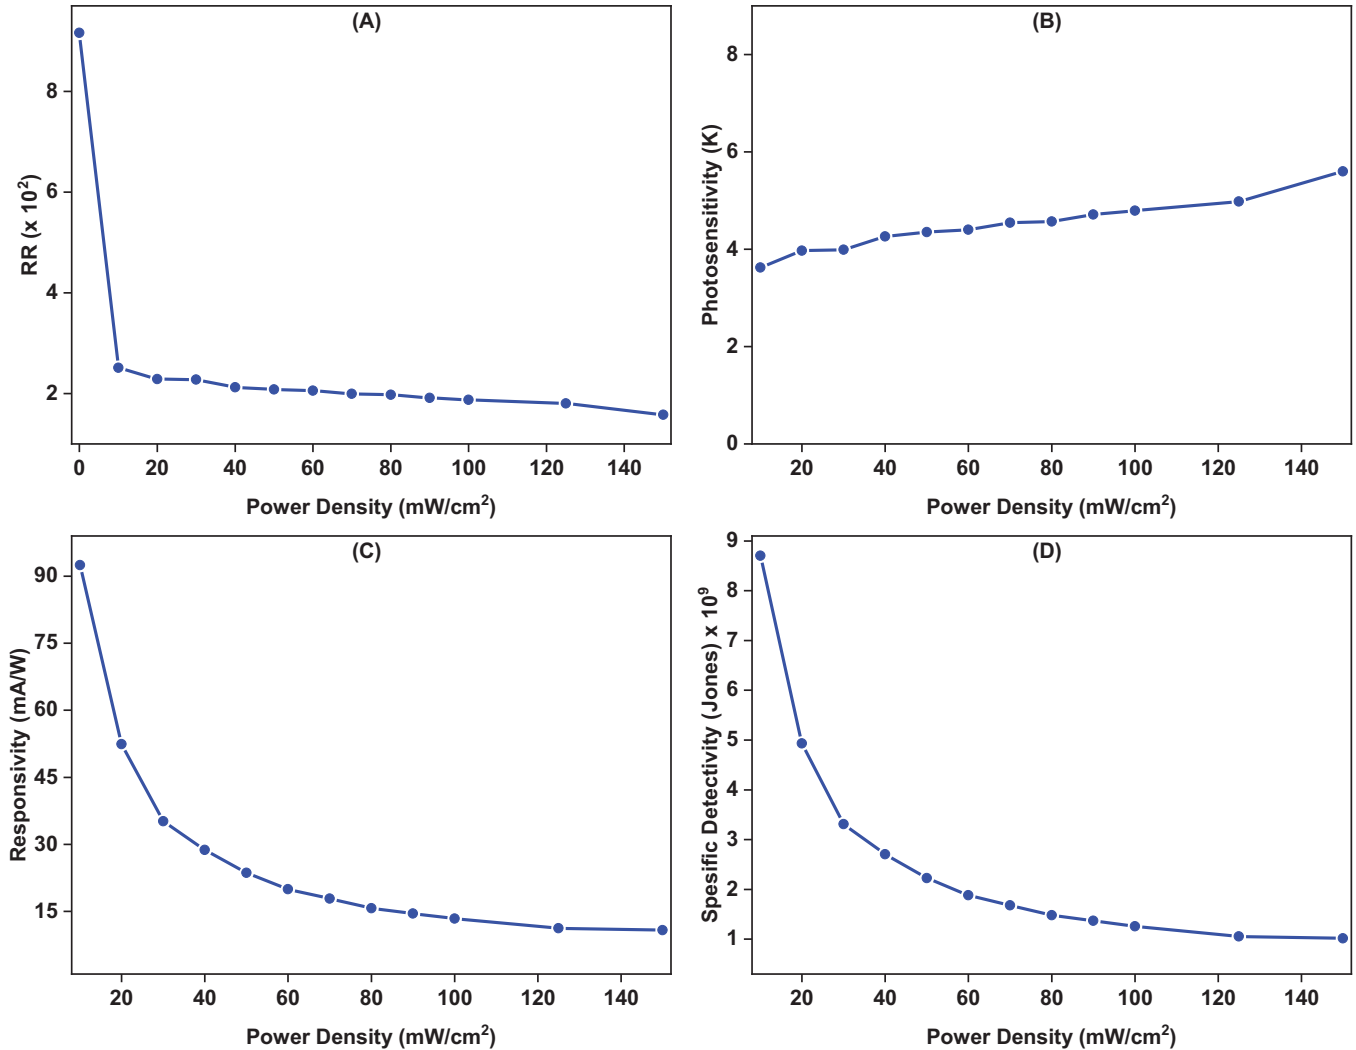 (A)
RR (x 10²)
8
6
4
2
0 20 40 60 80 100 120 140
Power Density (mW/cm²)
(B)
Photosensitivity (K)
8
6
4
2
0
20 40 60 80 100 120 140
Power Density (mW/cm²)
(C)
Responsivity (mA/W)
90
75
60
45
30
15
20 40 60 80 100 120 140
Power Density (mW/cm²)
(D)
Spesific Detectivity (Jones) x 10⁹
9
8
7
6
5
4
3
2
1
20 40 60 80 100 120 140
Power Density (mW/cm²)